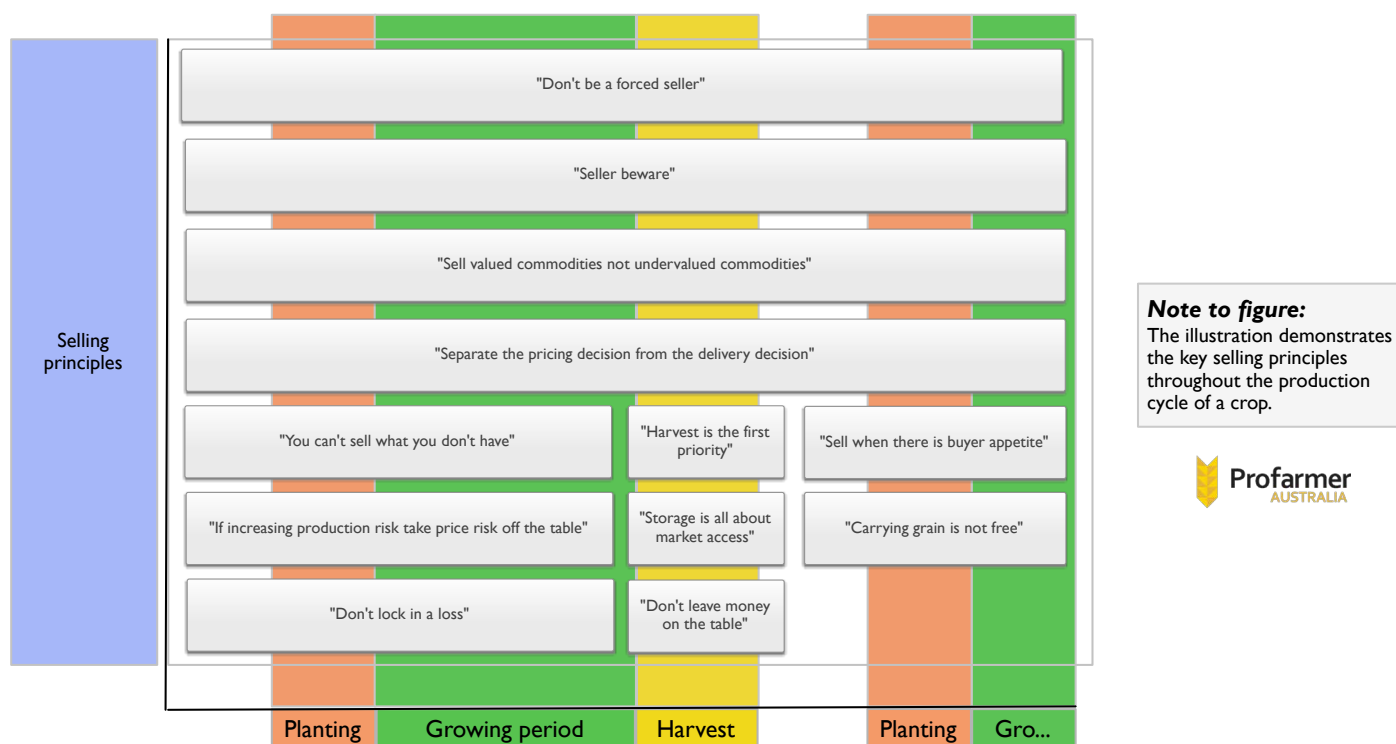 "Don't be a forced seller"
"Seller beware"
"Sell valued commodities not undervalued commodities"
"Separate the pricing decision from the delivery decision"
Selling
principles
"You can't sell what you don't have"
"Harvest is the first
priority"
"Sell when there is buyer appetite"
"If increasing production risk take price risk off the table"
"Storage is all about
market access"
"Carrying grain is not free"
"Don't lock in a loss"
"Don't leave money
on the table"
Planting
Growing period
Harvest
Planting
Gro...
Note to figure:
The illustration demonstrates
the key selling principles
throughout the production
cycle of a crop.
Profarmer
AUSTRALIA